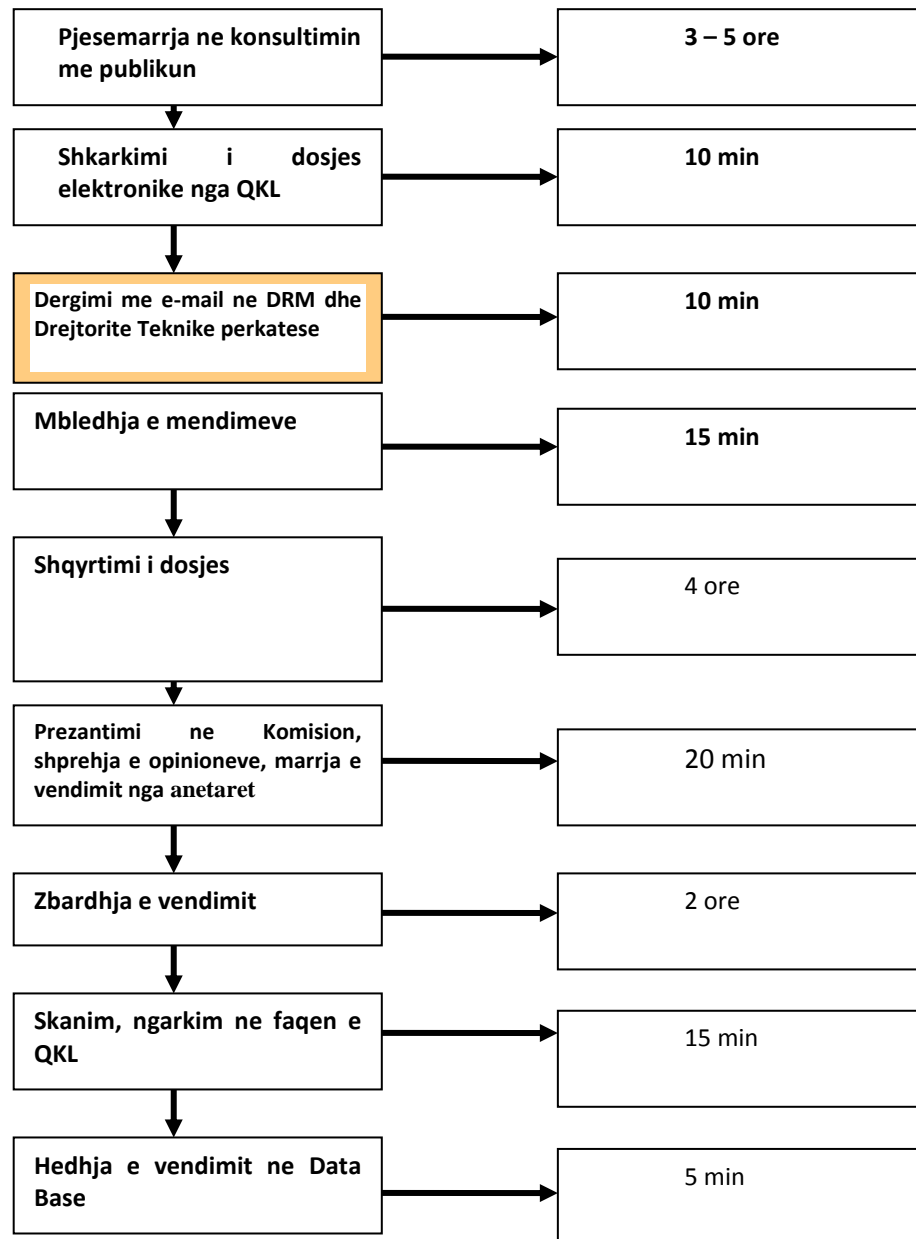 Pjesemarrja ne konsultimin
me publikun
3 – 5 ore
Shkarkimi i dosjes
elektronike nga QKL
10 min
Dergimi me e-mail ne DRM dhe
Drejtorite Teknike perkatese
10 min
Mbledhja e mendimeve
15 min
Shqyrtimi i dosjes
4 ore
Prezantimi ne Komision,
shprehja e opinioneve, marrja e
vendimit nga anetaret
20 min
Zbardhja e vendimit
2 ore
Skanim, ngarkim ne faqen e
QKL
15 min
Hedhja e vendimit ne Data
Base
5 min